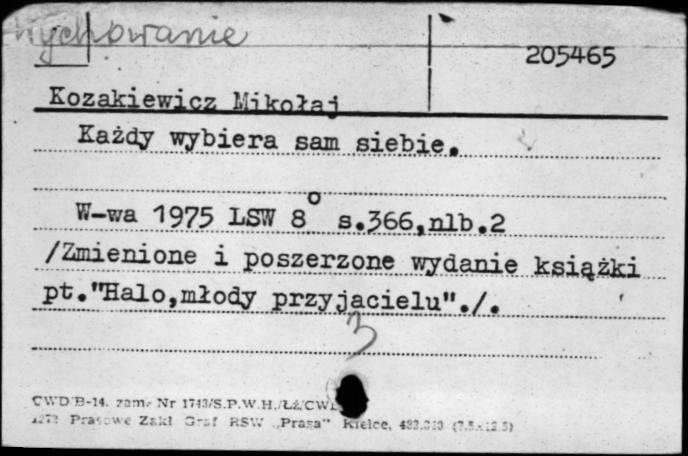 wychowanie
205465
Kozakiewicz Mikołaj
Każdy wybiera sam siebie.
W-wa 1975 LSW 8° s.366,nlb.2
/Zmienione i poszerzone wydanie książki
pt."Halo,młody przyjacielu"./.
3
CWD/B-14. zam. Nr 1743/S.P.W.H./ŁŻ/CWD
Prasowe Zakł Graf RSW „Prasa” Kielce,